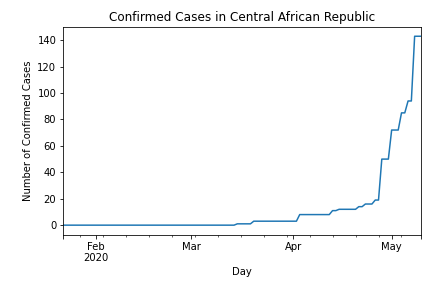 Confirmed Cases in Central African Republic
Number of Confirmed Cases
140
120
100
80
60
40
20
0
Feb
2020
Mar
Apr
May
Day